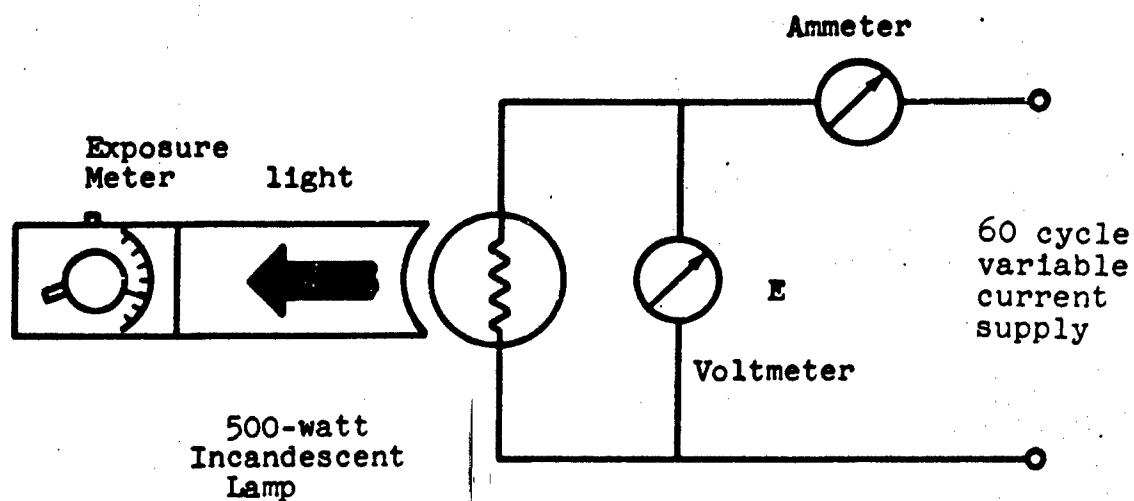 Ammeter
Exposure
Meter
light
60 cycle
variable
current
supply
E
Voltmeter
500-watt
Incandescent
Lamp